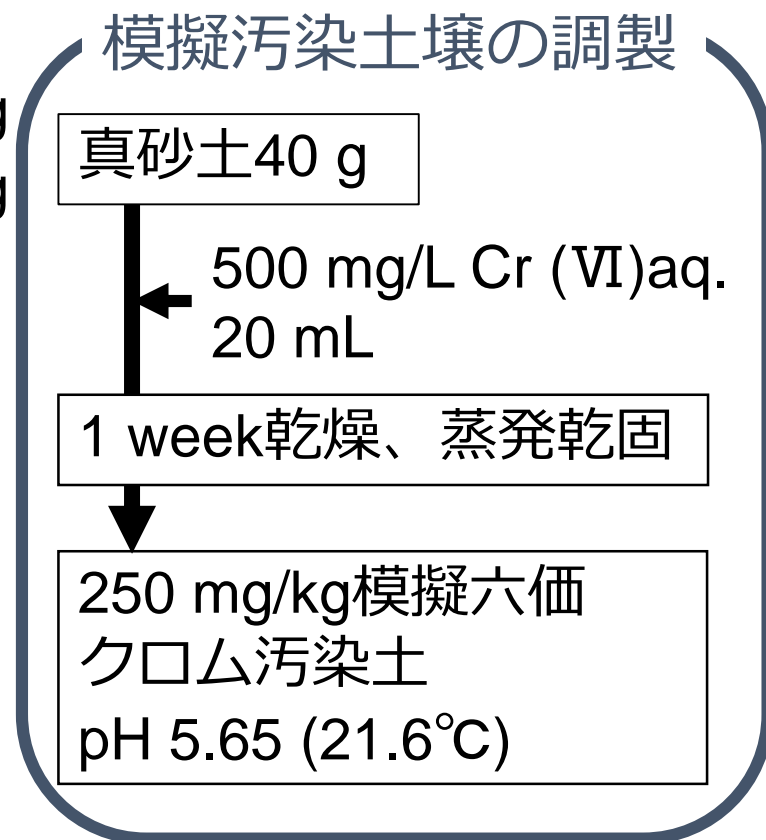 模擬汚染土壌の調製
g
g
真砂土40 g
500 mg/L Cr (Ⅵ)aq.
20 mL
1 week乾燥、蒸発乾固
250 mg/kg模擬六価
クロム汚染土
pH 5.65 (21.6℃)